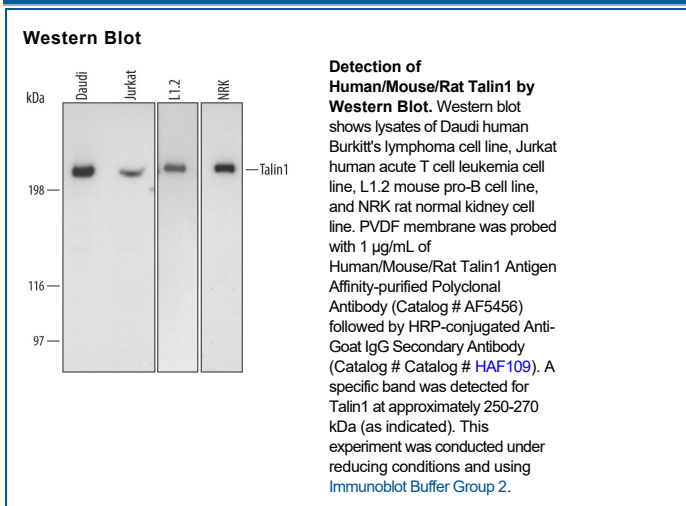 Western Blot
kDa
Daudi
Jurkat
L1.2
NRK
Talin1
198
116
97
Detection of
Human/Mouse/Rat Talin1 by
Western Blot. Western blot
shows lysates of Daudi human
Burkitt's lymphoma cell line, Jurkat
human acute T cell leukemia cell
line, L1.2 mouse pro-B cell line,
and NRK rat normal kidney cell
line. PVDF membrane was probed
with 1 µg/mL of
Human/Mouse/Rat Talin1 Antigen
Affinity-purified Polyclonal
Antibody (Catalog # AF5456)
followed by HRP-conjugated Anti-
Goat IgG Secondary Antibody
(Catalog # Catalog # HAF109). A
specific band was detected for
Talin1 at approximately 250-270
kDa (as indicated). This
experiment was conducted under
reducing conditions and using
Immunoblot Buffer Group 2.